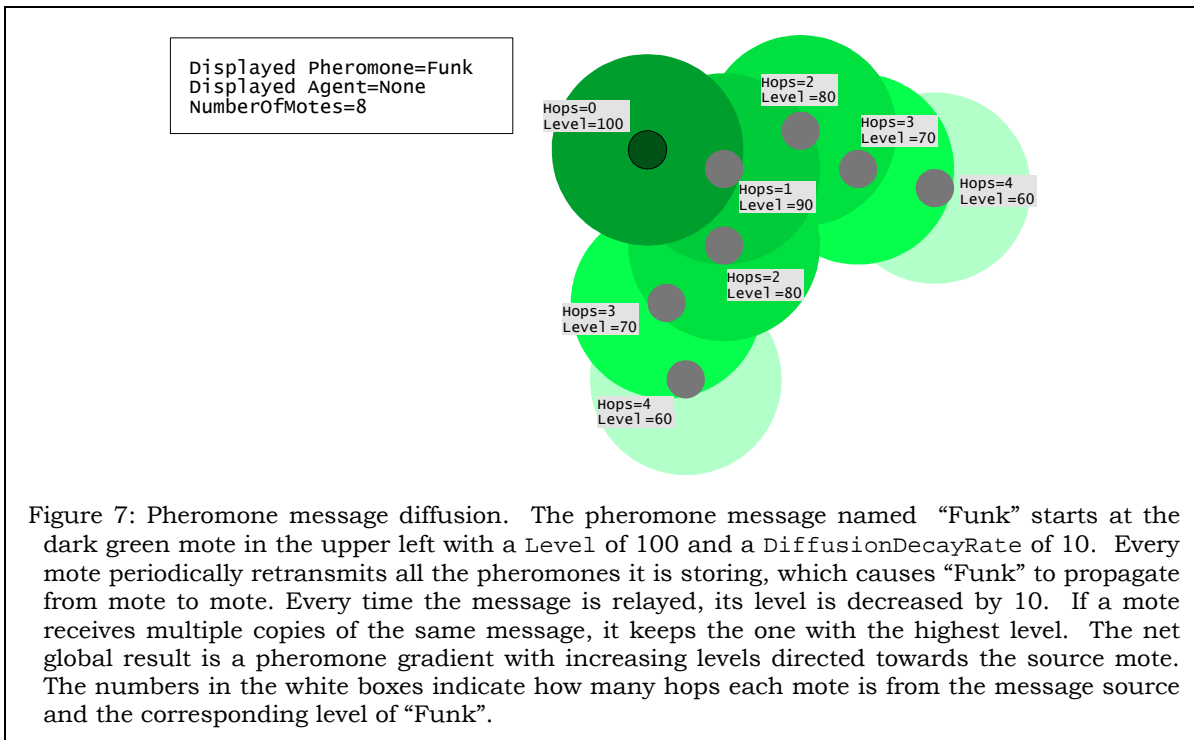 Displayed Pheromone=Funk
Displayed Agent=None
NumberOfMotes=8
Hops=0
Level=100
Hops=2
Level=80
Hops=3
Level=70
Hops=4
Level=60
Hops=1
Level=90
Hops=2
Level=80
Hops=3
Level=70
Hops=4
Level=60
Figure 7: Pheromone message diffusion. The pheromone message named “Funk” starts at the
dark green mote in the upper left with a Level of 100 and a DiffusionDecayRate of 10. Every
mote periodically retransmits all the pheromones it is storing, which causes “Funk” to propagate
from mote to mote. Every time the message is relayed, its level is decreased by 10. If a mote
receives multiple copies of the same message, it keeps the one with the highest level. The net
global result is a pheromone gradient with increasing levels directed towards the source mote.
The numbers in the white boxes indicate how many hops each mote is from the message source
and the corresponding level of “Funk”.